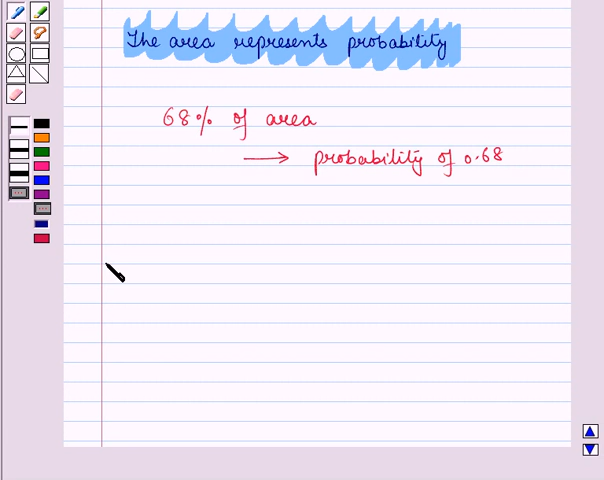 The area represents probability
68% of area
→ probability of 0.68